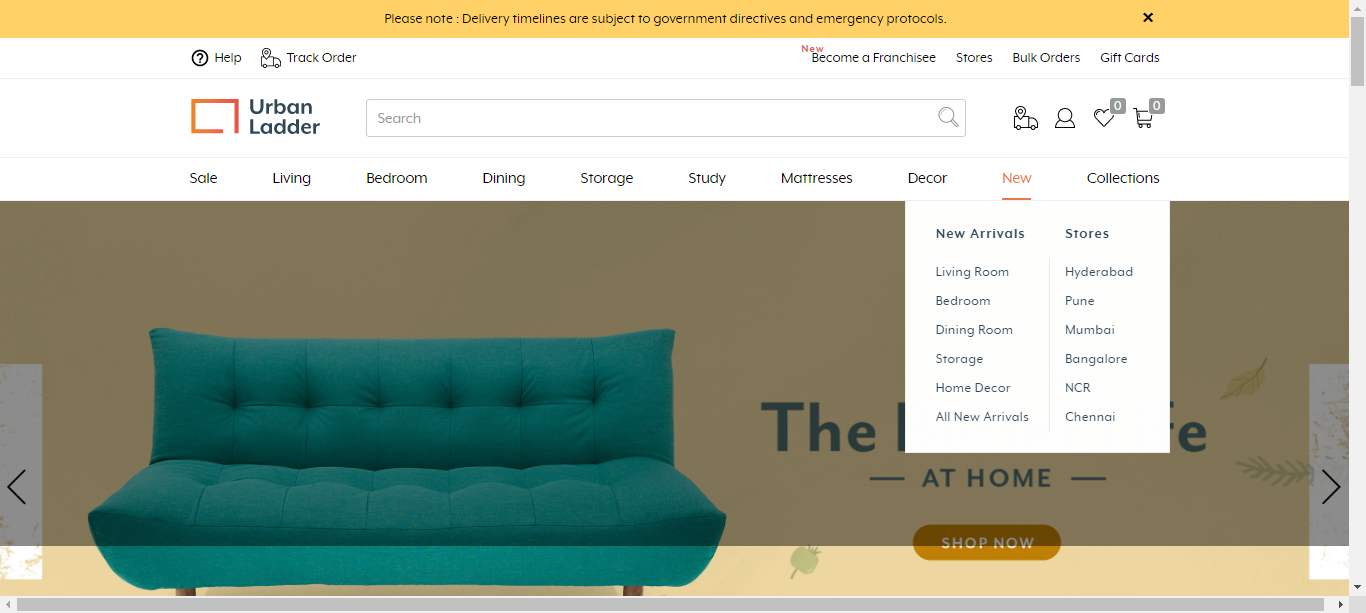 Please note : Delivery timelines are subject to government directives and emergency protocols.
Help
Track Order
New
Become a Franchisee
Stores
Bulk Orders
Gift Cards
Urban
Ladder
Search
0
0
Sale
Living
Bedroom
Dining
Storage
Study
Mattresses
Decor
New
Collections
New Arrivals
Living Room
Bedroom
Dining Room
Storage
Home Decor
All New Arrivals
Stores
Hyderabad
Pune
Mumbai
Bangalore
NCR
Chennai
The
AT HOME
SHOP NOW